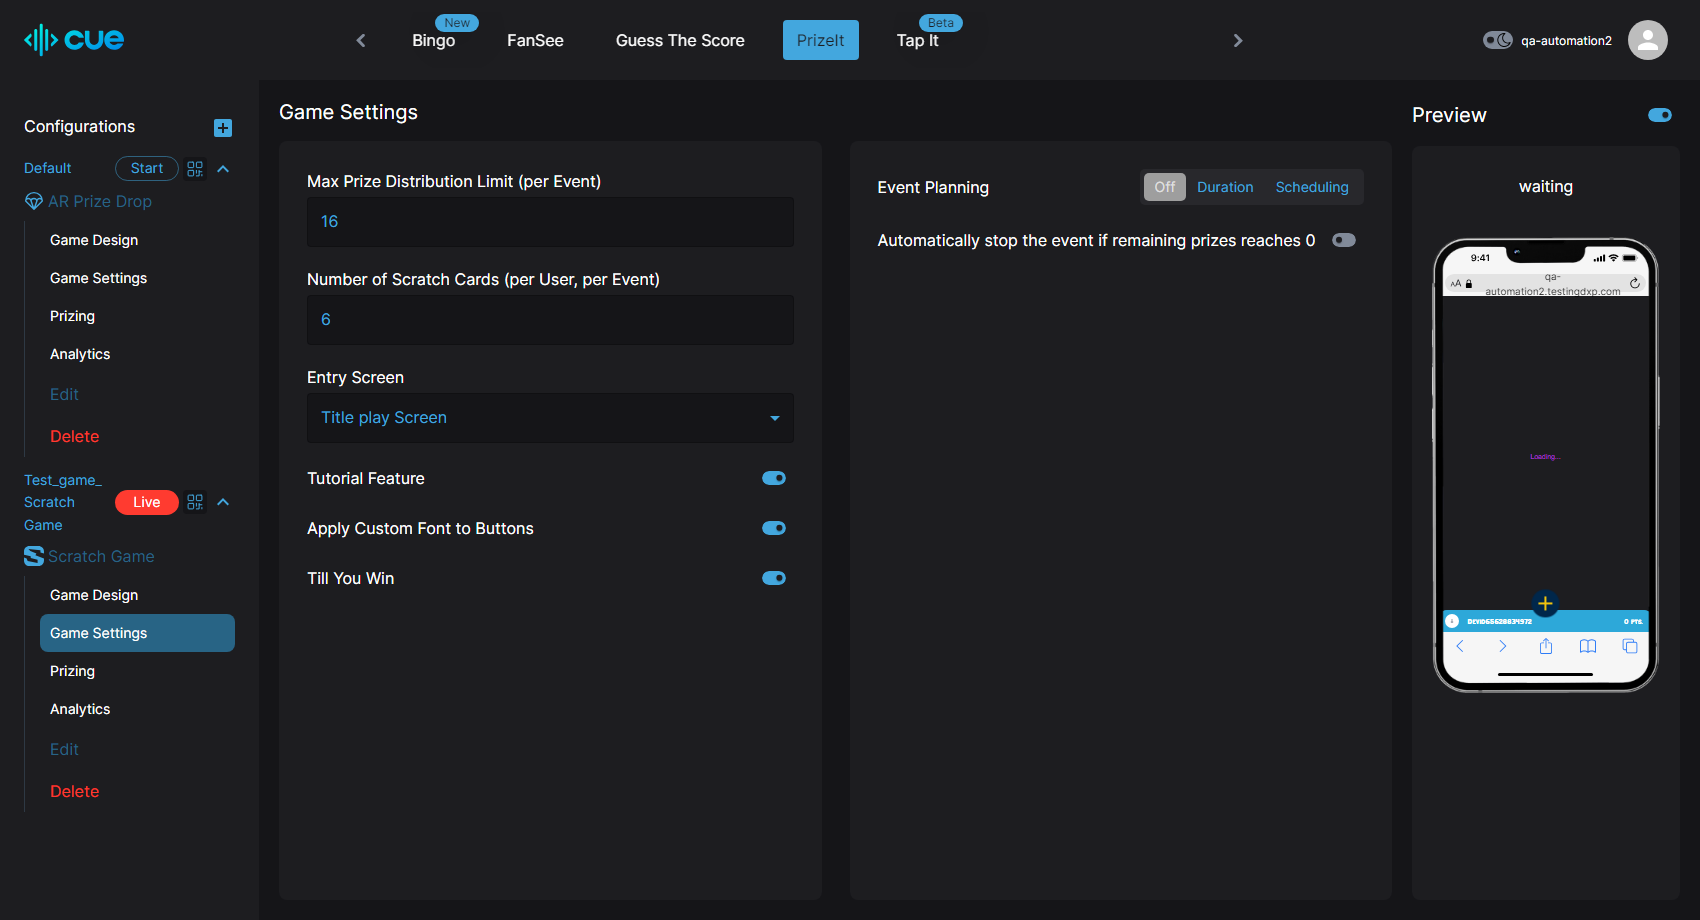 cue
New
Bingo
FanSee
Guess The Score
PrizeIt
Beta
Tap It
qa-automation2
Configurations
Default
Start
AR Prize Drop
Game Design
Game Settings
Prizing
Analytics
Edit
Delete
Test_game_
Scratch
Game
Live
Scratch Game
Game Design
Game Settings
Prizing
Analytics
Edit
Delete
Game Settings
Max Prize Distribution Limit (per Event)
16
Number of Scratch Cards (per User, per Event)
6
Entry Screen
Title play Screen
Tutorial Feature
Apply Custom Font to Buttons
Till You Win
Event Planning
Off
Duration
Scheduling
Automatically stop the event if remaining prizes reaches 0
Preview
waiting
9:41
AA
qa-
automation2.testingdxp.com
Loading...
0 PTS.